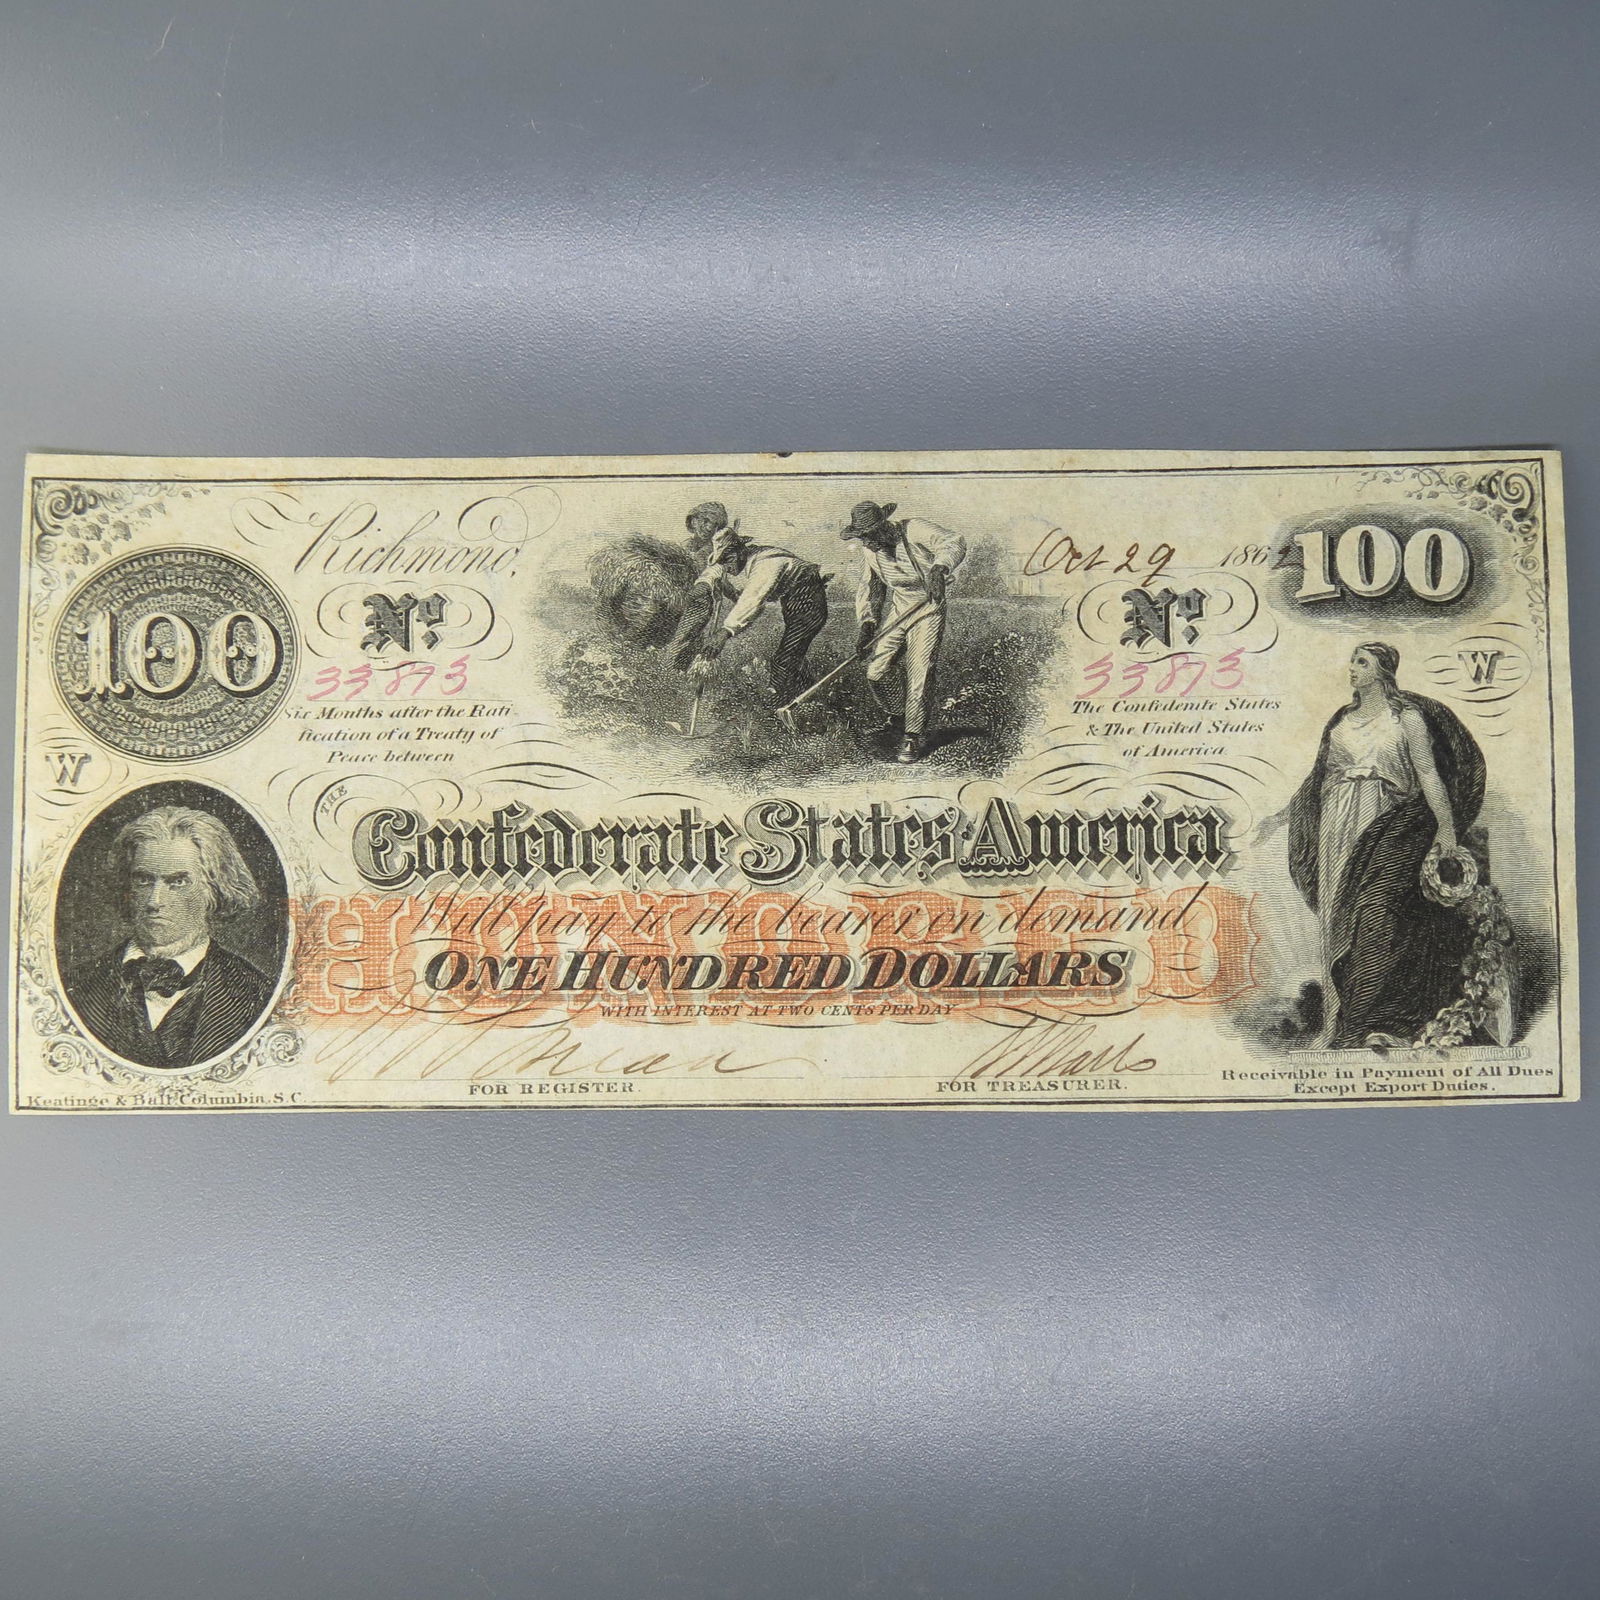 Richmond, Oct 29 1862
100
100
No. No.
33873 33873
W
Six Months after the Rati-
fication of a Treaty of
Peace between
The Confederate States
& The United States
of America.
W
THE
Confederate States America
Will pay to the bearer on demand
HUNDRED
ONE HUNDRED DOLLARS
WITH INTEREST AT TWO CENTS PER DAY
FOR REGISTER.
FOR TREASURER.
Receivable in Payment of All Dues
Except Export Duties.
Keatinge & Ball, Columbia, S.C.